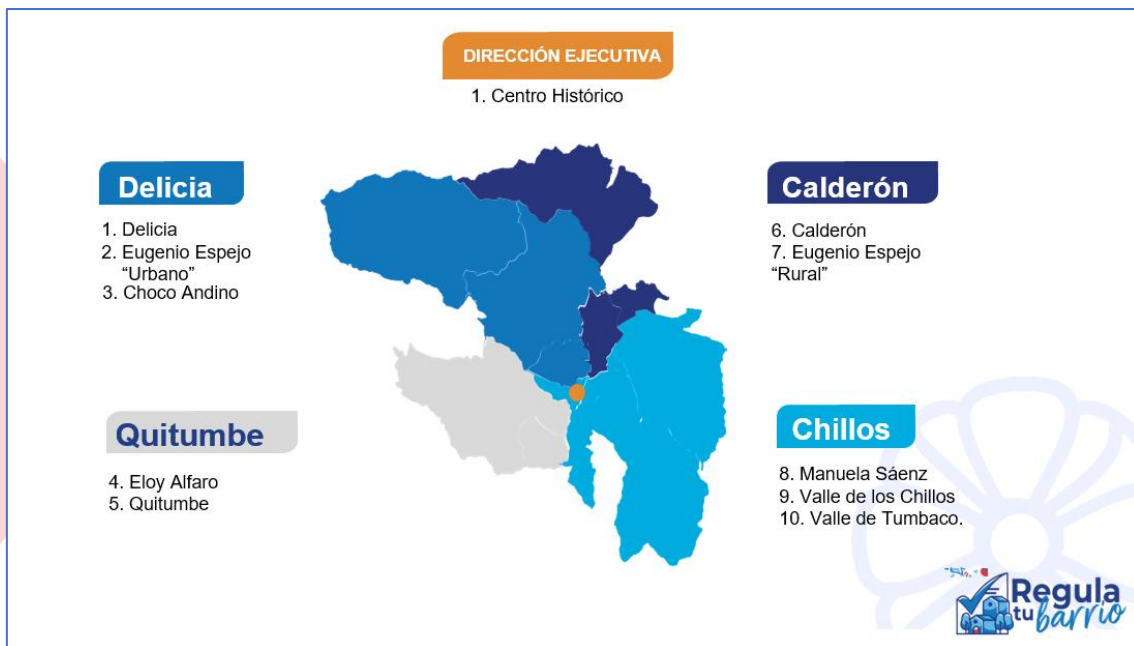 DIRECCIÓN EJECUTIVA
1. Centro Histórico
Delicia
1. Delicia
2. Eugenio Espejo
“Urbano”
3. Choco Andino
Calderón
6. Calderón
7. Eugenio Espejo
“Rural”
Quitumbe
4. Eloy Alfaro
5. Quitumbe
Chillos
8. Manuela Sáenz
9. Valle de los Chillos
10. Valle de Tumbaco.
Regula
tu barrio